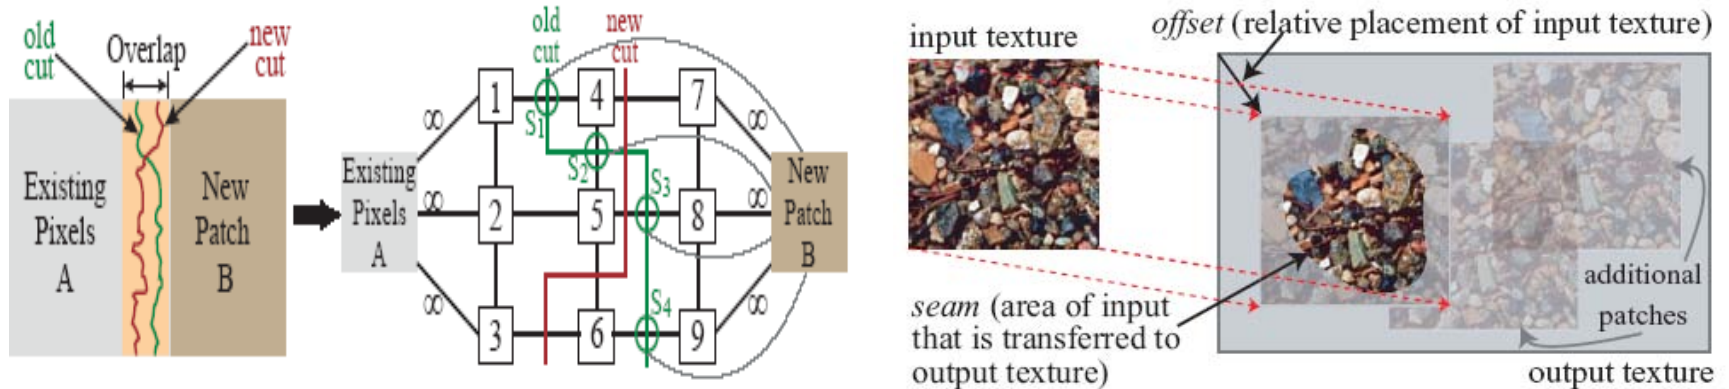 old
cut
Overlap
new
cut
Existing
Pixels
A
New
Patch
B
old
cut
new
cut
∞
∞
∞
Existing
Pixels
A
1
4
7
2
5
8
3
6
9
S1
S2
S3
S4
∞
∞
∞
New
Patch
B
input texture
offset (relative placement of input texture)
seam (area of input
that is transferred to
output texture)
additional
patches
output texture